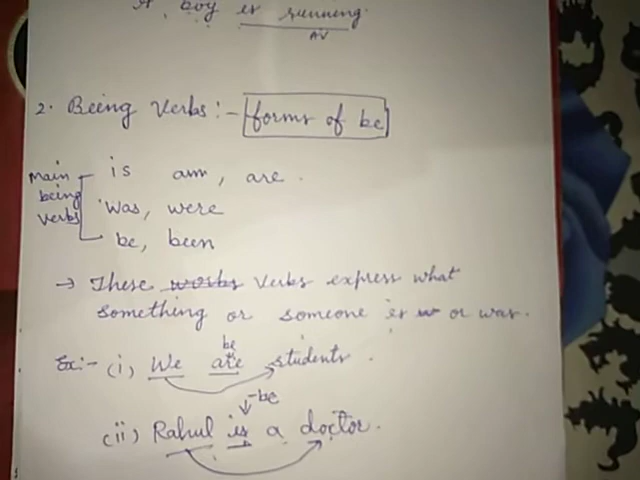 A boy is running.
AV
2. Being Verbs :- forms of be
Main being verbs
is am, are.
was, were
be, been
→ These works verbs express what
something or someone is or was.
be
Ex:- (i) We are students.
-be
(ii) Rahul is a doctor.